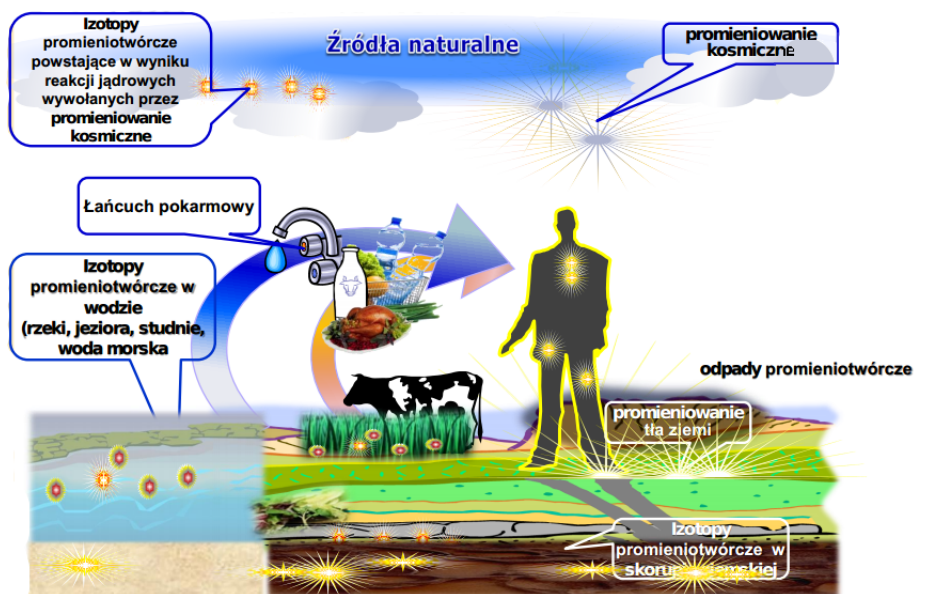 Źródła naturalne
Izotopy
promieniotwórcze
powstające w wyniku
reakcji jądrowych
wywołanych przez
promieniowanie
kosmiczne
promieniowanie
kosmiczne
Łańcuch pokarmowy
Izotopy
promieniotwórcze w
wodzie
(rzeki, jeziora, studnie,
woda morska
odpady promieniotwórcze
promieniowanie
tła ziemi
Izotopy
promieniotwórcze w